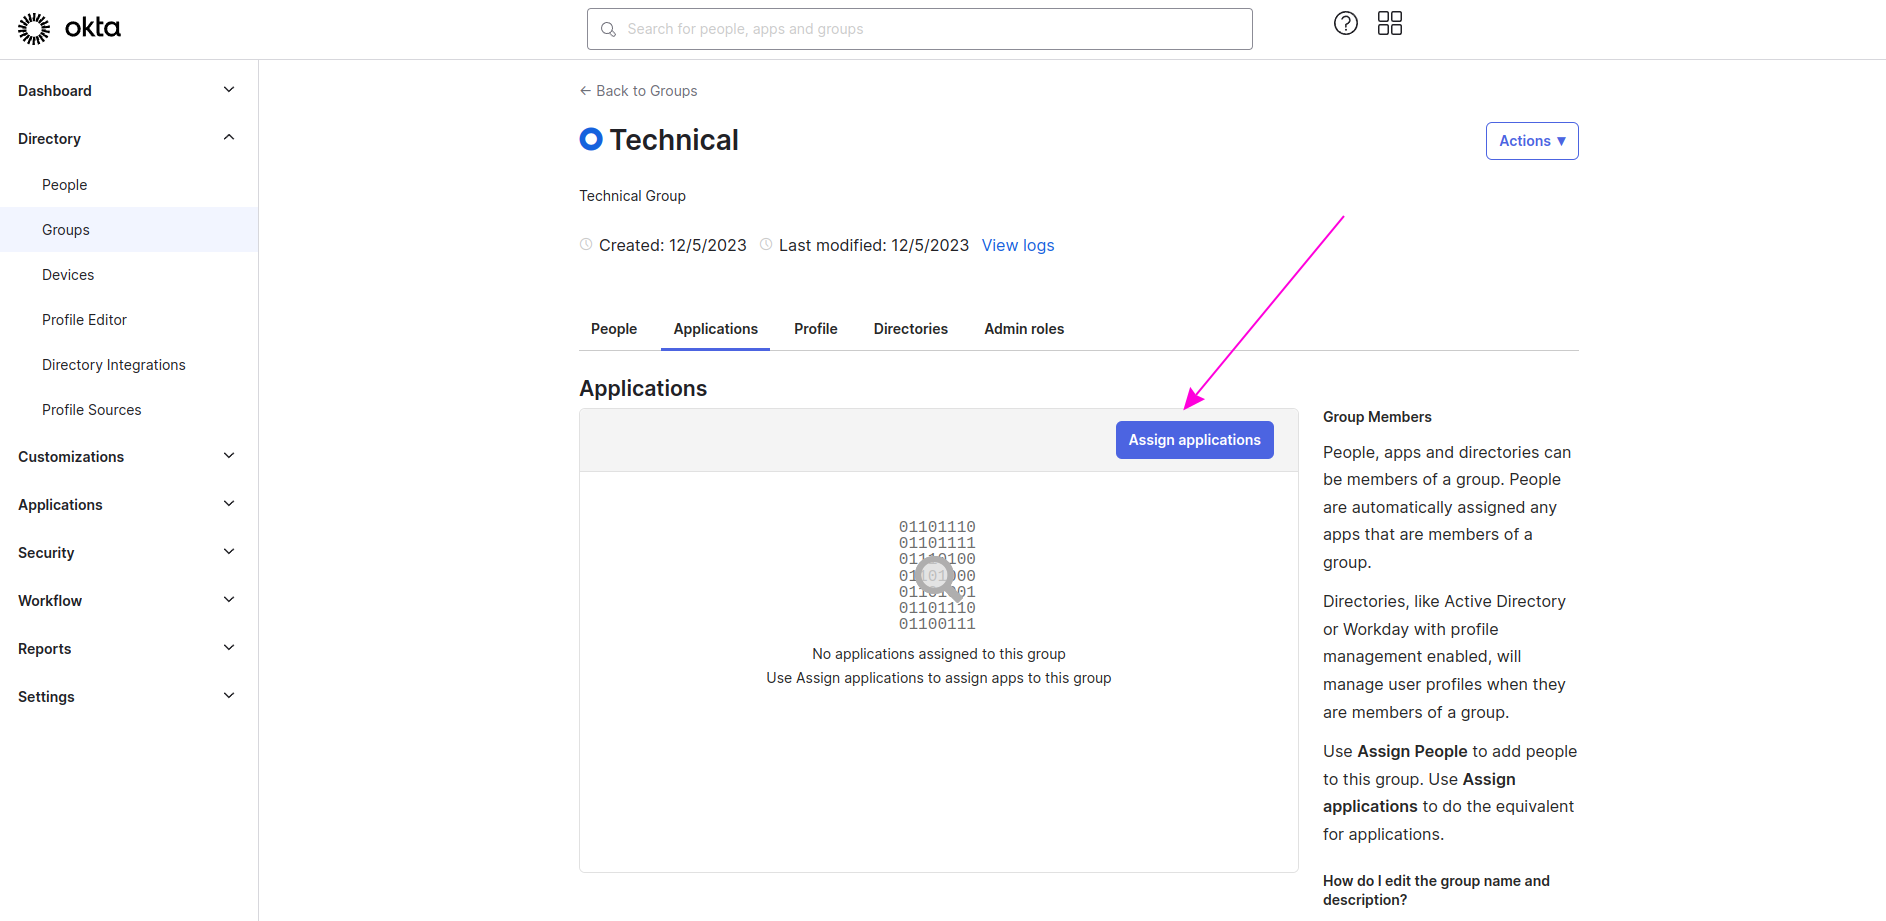 okta
Search for people, apps and groups
Dashboard
Directory
People
Groups
Devices
Profile Editor
Directory Integrations
Profile Sources
Customizations
Applications
Security
Workflow
Reports
Settings
← Back to Groups
Technical
Actions ▼
Technical Group
Created: 12/5/2023 Last modified: 12/5/2023 View logs
People Applications Profile Directories Admin roles
Applications
Assign applications
01101110
01101111
01110100
01101000
01101001
01101110
01100111
No applications assigned to this group
Use Assign applications to assign apps to this group
Group Members
People, apps and directories can
be members of a group. People
are automatically assigned any
apps that are members of a
group.
Directories, like Active Directory
or Workday with profile
management enabled, will
manage user profiles when they
are members of a group.
Use Assign People to add people
to this group. Use Assign
applications to do the equivalent
for applications.
How do I edit the group name and
description?